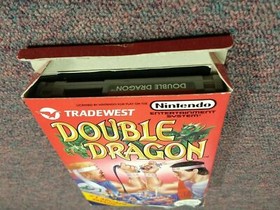 DOUBLE DRAGON
TRADEWEST
Nintendo
ENTERTAINMENT
SYSTEM
DOUBLE
DRAGON